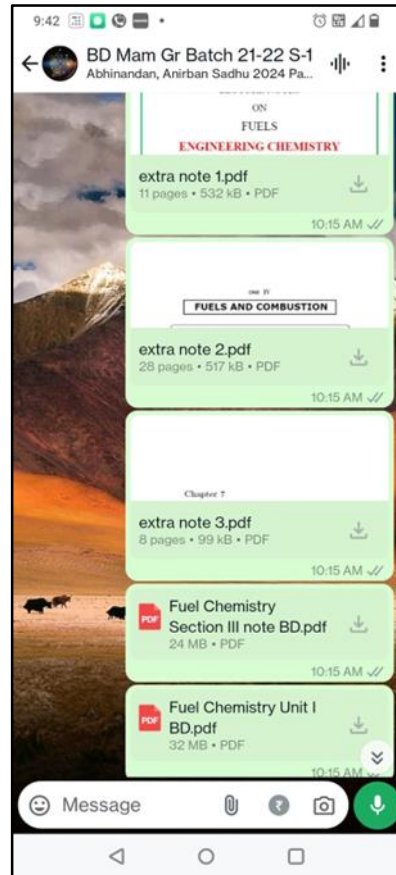 9:42
BD Mam Gr Batch 21-22 S-1
Abhinandan, Anirban Sadhu 2024 Pa...
ON
FUELS
ENGINEERING CHEMISTRY
extra note 1.pdf
11 pages • 532 kB • PDF
10:15 AM
FUELS AND COMBUSTION
extra note 2.pdf
28 pages • 517 kB • PDF
10:15 AM
Chapter 7
extra note 3.pdf
8 pages • 99 kB • PDF
10:15 AM
PDF
Fuel Chemistry
Section III note BD.pdf
24 MB • PDF
10:15 AM
PDF
Fuel Chemistry Unit I
BD.pdf
32 MB • PDF
10:15 AM
Message
₹